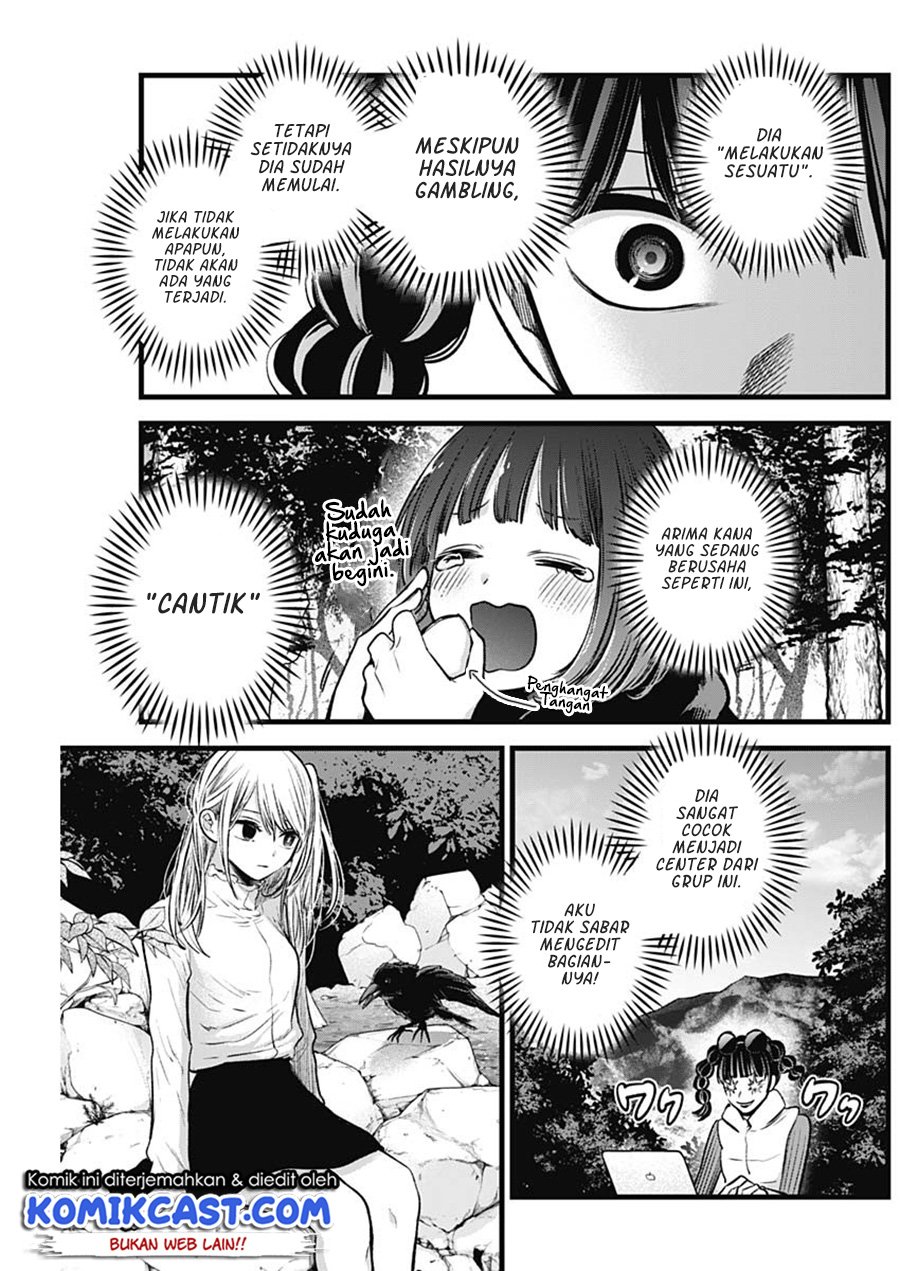 DIA
"MELAKUKAN
SESUATU".
MESKIPUN
HASILNYA
GAMBLING,
TETAPI
SETIDAKNYA
DIA SUDAH
MEMULAI.
JIKA TIDAK
MELAKUKAN
APAPUN,
TIDAK AKAN
ADA YANG
TERJADI.
ARIMA KANA
YANG SEDANG
BERUSAHA
SEPERTI INI,
Sudah
kuduga
akan jadi
begini.
Penghangat
Tangan
"CANTIK"
DIA
SANGAT
COCOK
MENJADI
CENTER DARI
GRUP INI.
AKU
TIDAK SABAR
MENGEDIT
BAGIAN-
NYA!
ワク
ワク
Komik ini diterjemahkan & diedit oleh
KOMIKCAST.COM
BUKAN WEB LAIN!!